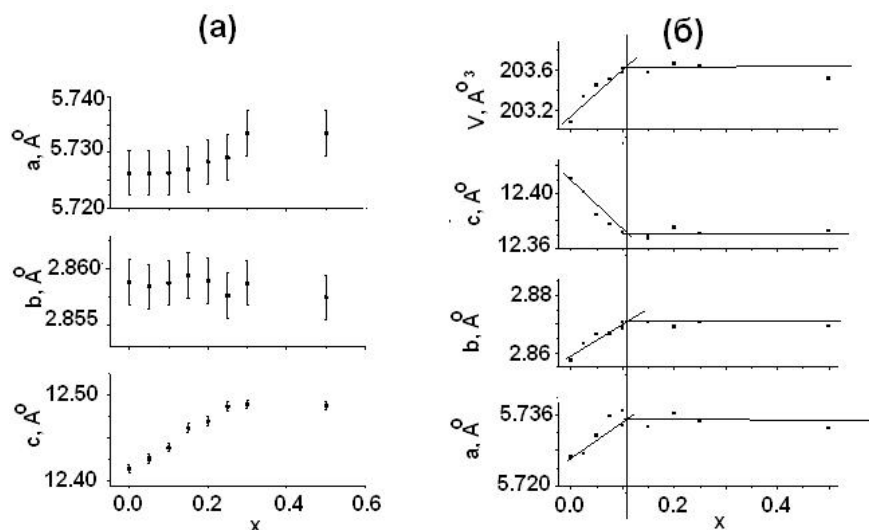 (a)
5.740
5.730
5.720
a, A°
2.860
2.855
b, A°
12.50
12.40
c, A°
0.0 0.2 0.4 0.6
x
(б)
203.6
203.2
V, A°3
12.40
12.36
c, A°
2.88
2.86
b, A°
5.736
5.720
a, A°
0.0 0.2 0.4
x